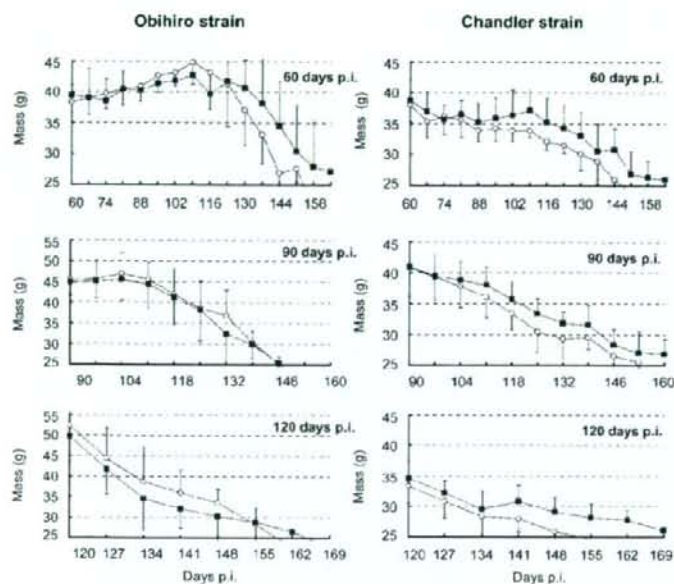 Obihiro strain
Chandler strain
45
40
35
30
25
Mass (g)
60 days p.i.
60 74 88 102 116 130 144 158
45
40
35
30
25
Mass (g)
60 days p.i.
60 74 88 102 116 130 144 158
55
50
45
40
35
30
25
Mass (g)
90 days p.i.
90 104 118 132 146 160
45
40
35
30
25
Mass (g)
90 days p.i.
90 104 118 132 146 160
55
50
45
40
35
30
25
Mass (g)
120 days p.i.
120 127 134 141 148 155 162 169
Days p.i.
45
40
35
30
25
Mass (g)
120 days p.i.
120 127 134 141 148 155 162 169
Days p.i.